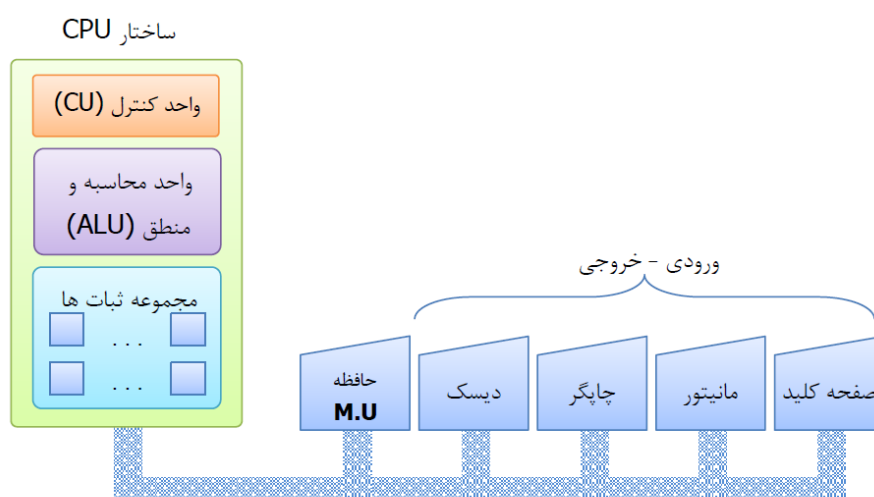 ساختار CPU
واحد کنترل (CU)
واحد محاسبه و
منطق (ALU)
مجموعه ثبات ها
. . .
. . .
ورودی - خروجی
حافظه
M.U
دیسک
چاپگر
مانیتور
صفحه کلید